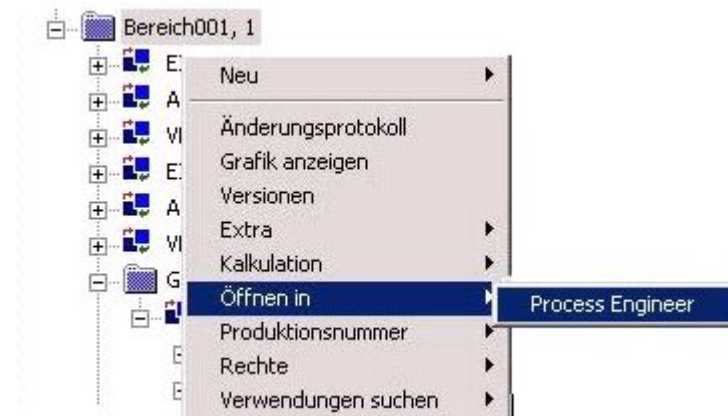 Bereich001, 1
Neu
A
Änderungsprotokoll
Grafik anzeigen
Versionen
A
Extra
Kalkulation
G
Öffnen in
Process Engineer
Produktionsnummer
Rechte
Verwendungen suchen